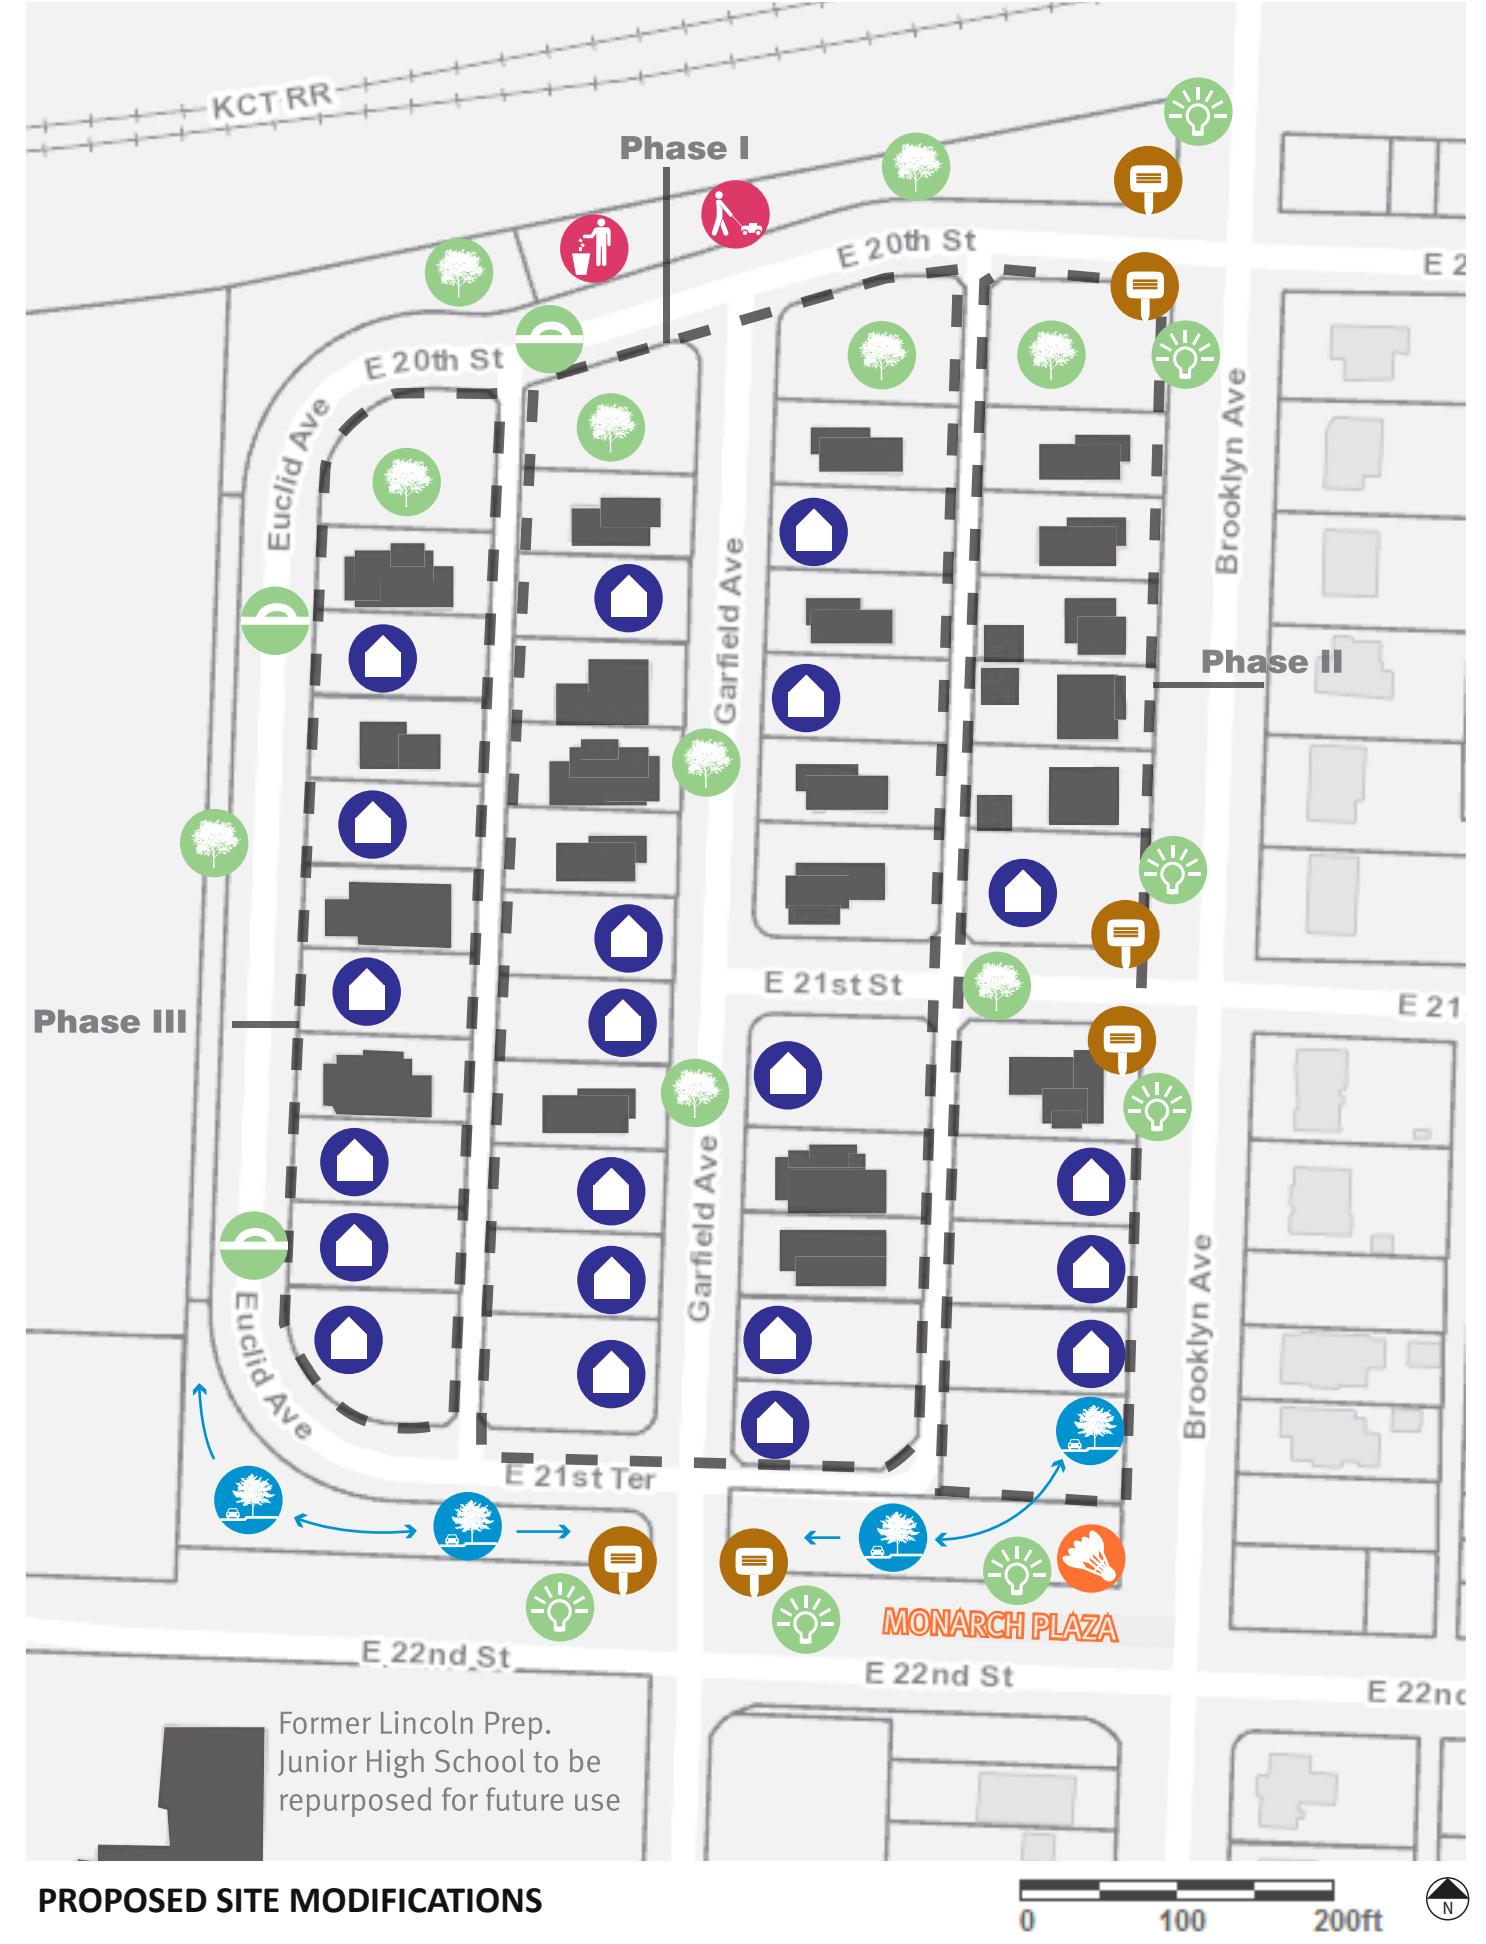 KCT RR
Phase I
E 20th St
E 2
E 20th St
Euclid Ave
Brooklyn Ave
Garfield Ave
Phase II
E 21st St
E 21
Phase III
Garfield Ave
Brooklyn Ave
Euclid Ave
E 21st Ter
MONARCH PLAZA
E 22nd St
E 22nd St
E 22nd
Former Lincoln Prep.
Junior High School to be
repurposed for future use
PROPOSED SITE MODIFICATIONS
0 100 200ft
N